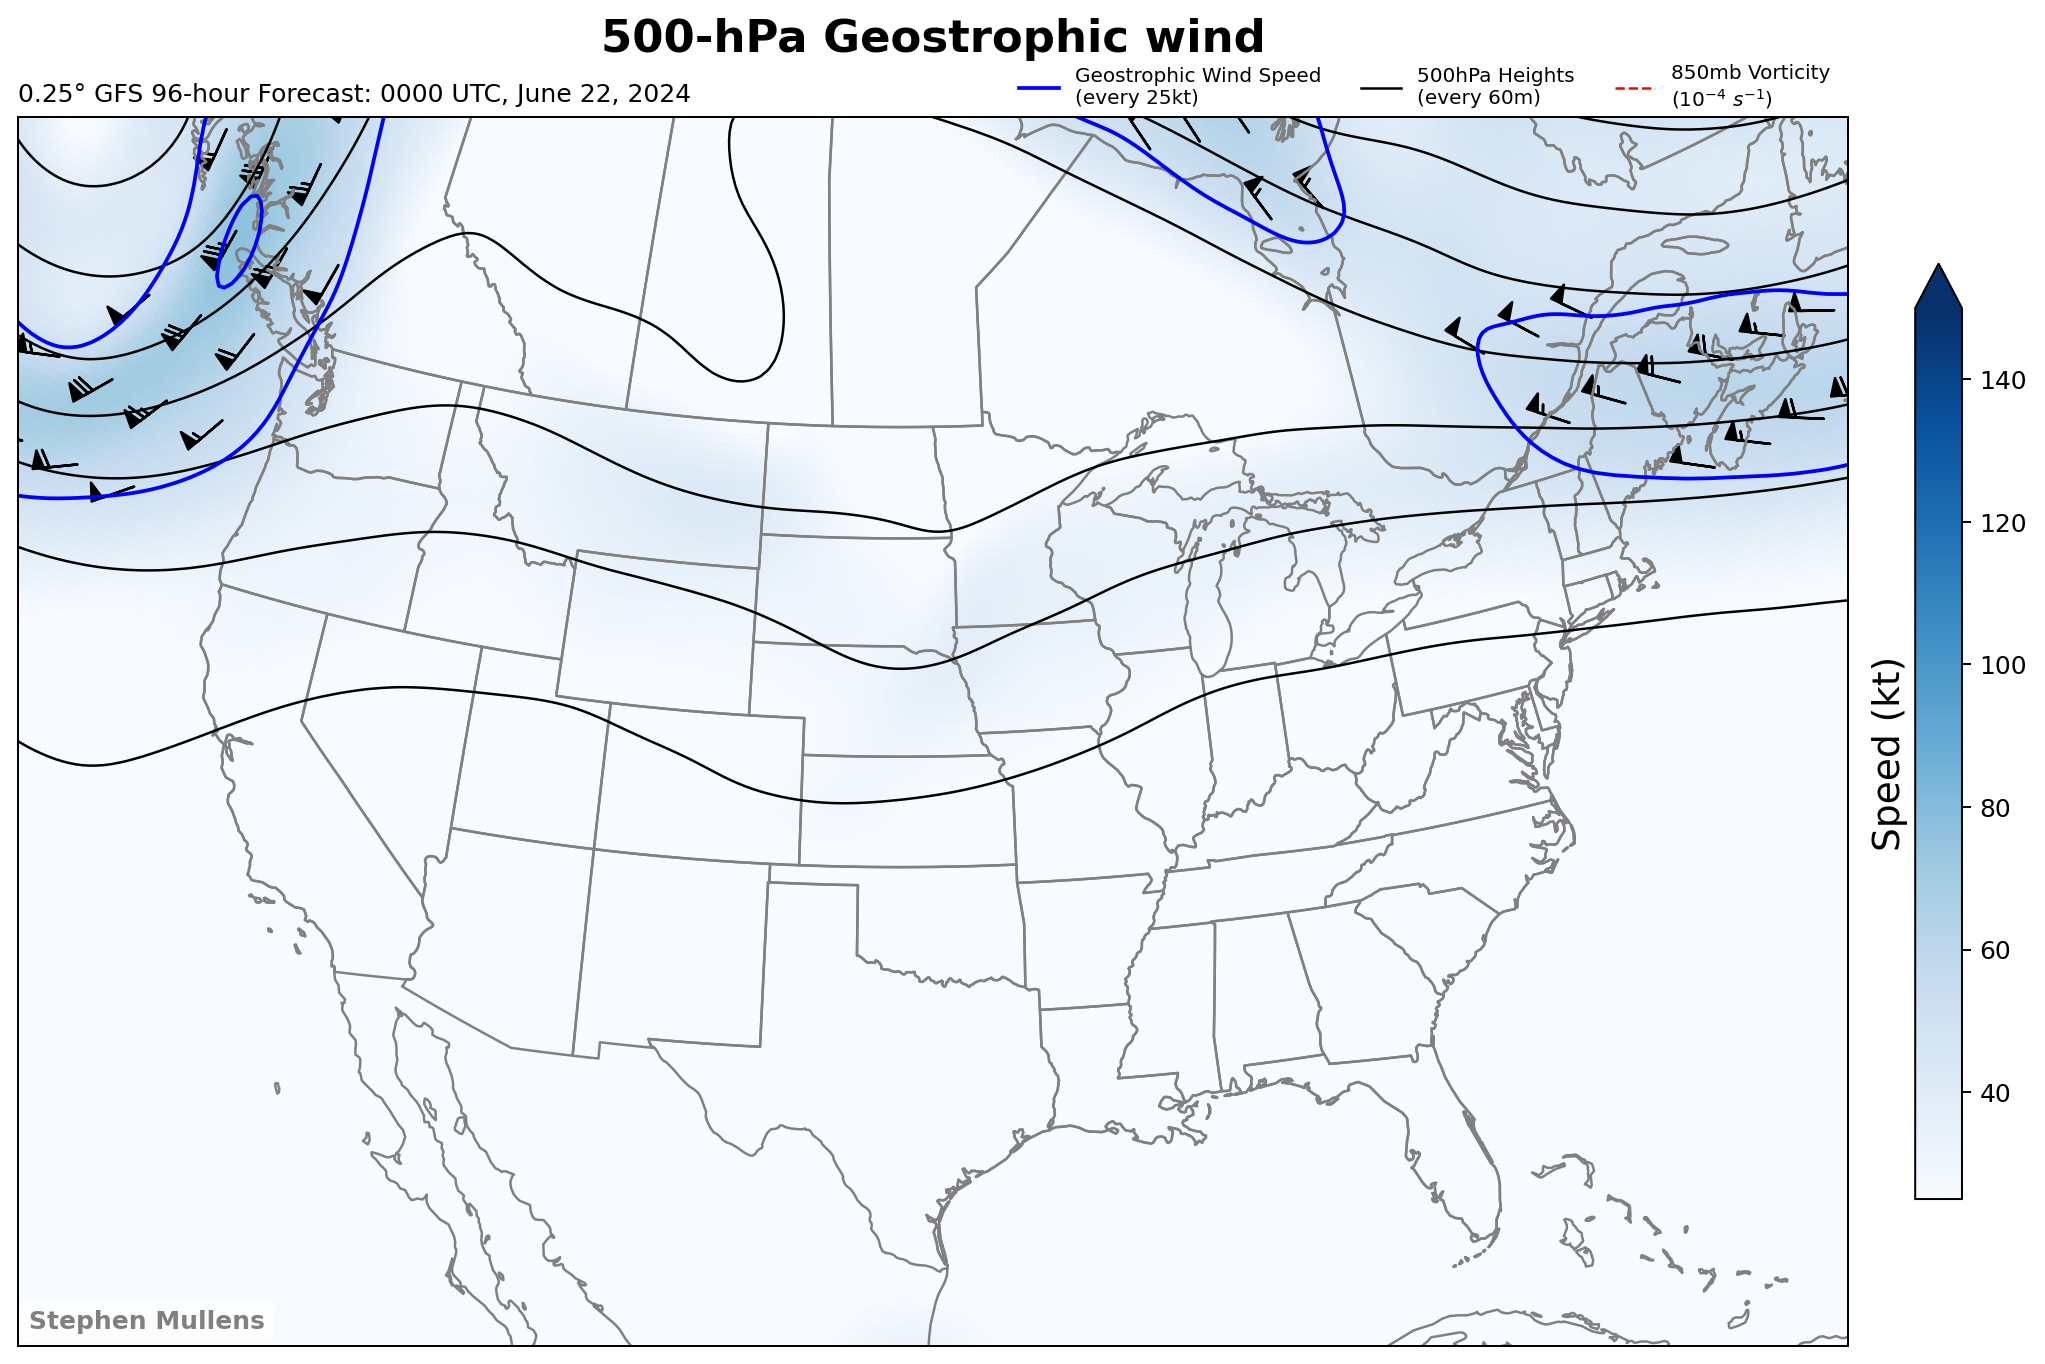 500-hPa Geostrophic wind
0.25° GFS 96-hour Forecast: 0000 UTC, June 22, 2024
Geostrophic Wind Speed
(every 25kt)
500hPa Heights
(every 60m)
850mb Vorticity
(10⁻⁴ s⁻¹)
140
120
100
80
60
40
Speed (kt)
Stephen Mullens